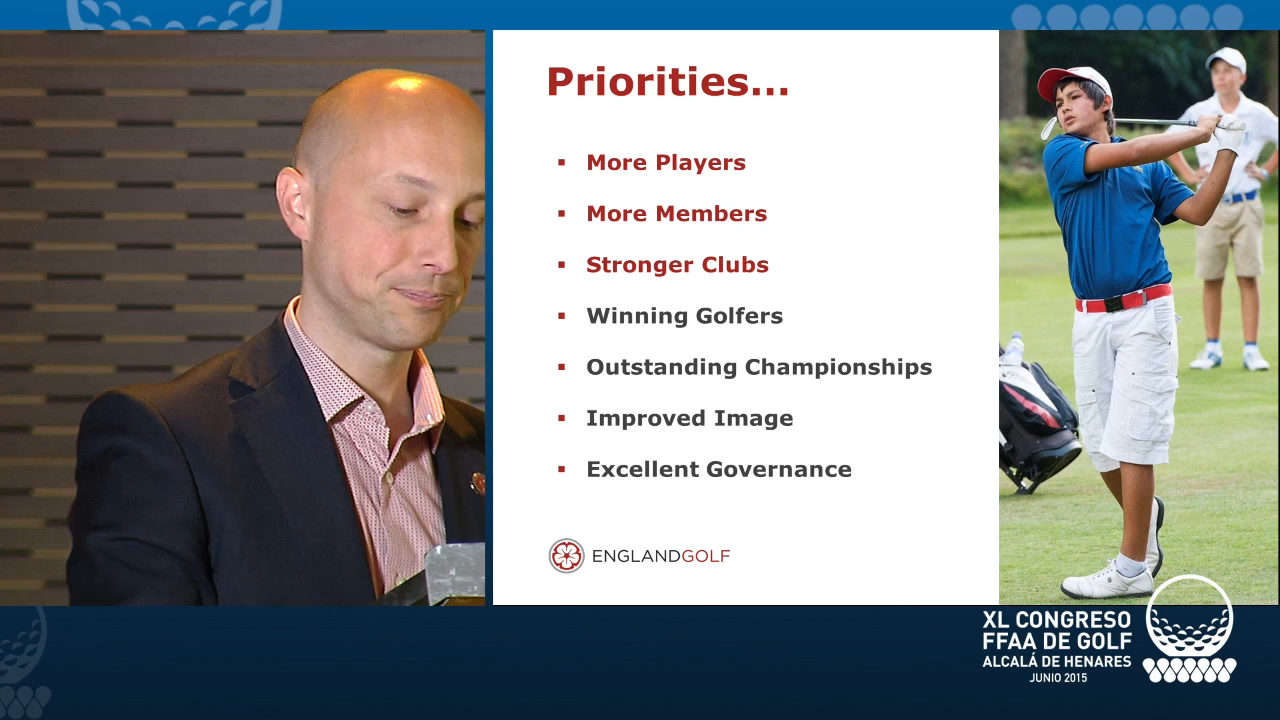 Priorities...
▪ More Players
▪ More Members
▪ Stronger Clubs
▪ Winning Golfers
▪ Outstanding Championships
▪ Improved Image
▪ Excellent Governance
ENGLANDGOLF
XL CONGRESO
FFAA DE GOLF
ALCALÁ DE HENARES
JUNIO 2015